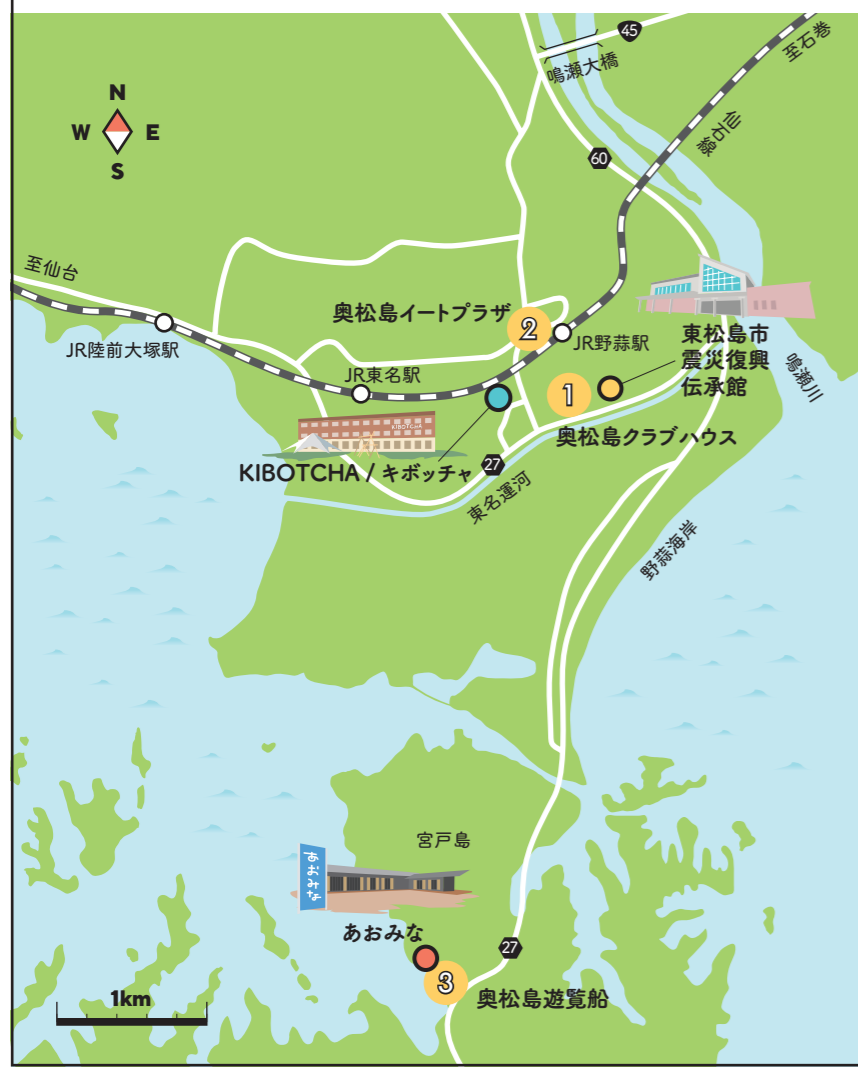 45
至石巻
鳴瀬大橋
仙石線
N
W E
S
60
至仙台
奥松島イートプラザ
2
JR野蒜駅
JR陸前大塚駅
東松島市
震災復興
伝承館
鳴瀬川
JR東名駅
1
KIBOTCHA
奥松島クラブハウス
KIBOTCHA / キボッチャ
27
東名運河
野蒜海岸
宮戸島
あおみな
あおみな
27
3
奥松島遊覧船
1km